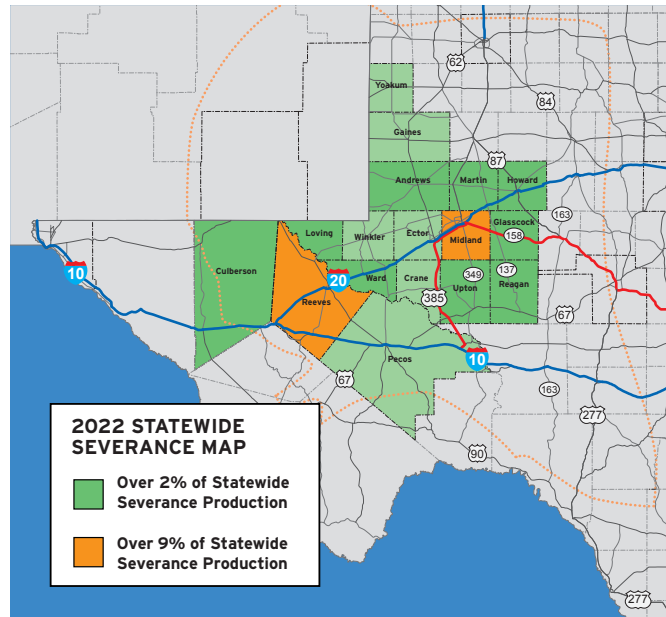 62
Yoakum
84
Gaines
87
Andrews
Martin
Howard
163
Glasscock
158
Loving
Winkler
Ector
Midland
10
Culberson
20
Ward
Crane
349
137
Reeves
385
Upton
Reagan
67
Pecos
10
67
163
277
90
277
2022 STATEWIDE
SEVERANCE MAP
Over 2% of Statewide
Severance Production
Over 9% of Statewide
Severance Production